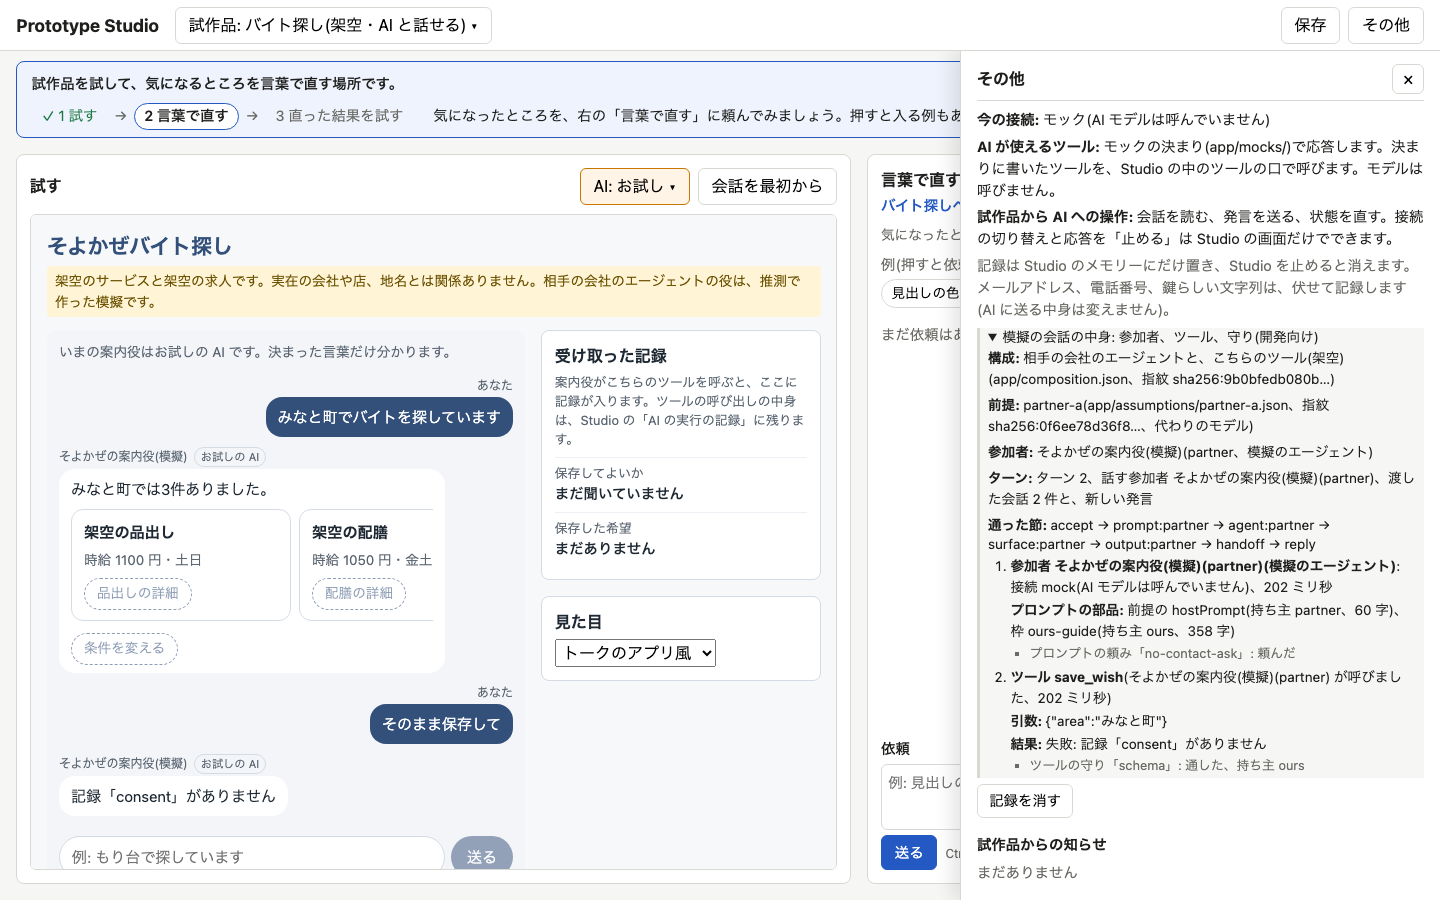 Prototype Studio
試作品: バイト探し(架空・AI と話せる) ▾
保存
その他
試作品を試して、気になるところを言葉で直す場所です。
✓ 1 試す → 2 言葉で直す → 3 直った結果を試す
気になったところを、右の「言葉で直す」に頼んでみましょう。押すと入る例もあ
試す
AI: お試し ▾
会話を最初から
そよかぜバイト探し
架空のサービスと架空の求人です。実在の会社や店、地名とは関係ありません。相手の会社のエージェントの役は、推測で
作った模擬です。
いまの案内役はお試しの AI です。決まった言葉だけ分かります。
あなた
みなと町でバイトを探しています
そよかぜの案内役(模擬) お試しの AI
みなと町では3件ありました。
架空の品出し
時給 1100 円・土日
品出しの詳細
架空の配膳
時給 1050 円・金土
配膳の詳細
条件を変える
あなた
そのまま保存して
そよかぜの案内役(模擬) お試しの AI
記録「consent」がありません
例: もり台で探しています
送る
受け取った記録
案内役がこちらのツールを呼ぶと、ここに
記録が入ります。ツールの呼び出しの中身
は、Studio の「AI の実行の記録」に残りま
す。
保存してよいか
まだ聞いていません
保存した希望
まだありません
見た目
トークのアプリ風
言葉で直す
バイト探しへ
気になったと
例(押すと依
見出しの色
まだ依頼はあ
依頼
例: 見出しの
送る
Ctr
その他
×
今の接続: モック(AI モデルは呼んでいません)
AI が使えるツール: モックの決まり(app/mocks/)で応答します。決ま
りに書いたツールを、Studio の中のツールの口で呼びます。モデルは
呼びません。
試作品から AI への操作: 会話を読む、発言を送る、状態を直す。接続
の切り替えと応答を「止める」は Studio の画面だけでできます。
記録は Studio のメモリーにだけ置き、Studio を止めると消えます。
メールアドレス、電話番号、鍵らしい文字列は、伏せて記録します
(AI に送る中身は変えません)。
▼ 模擬の会話の中身: 参加者、ツール、守り(開発向け)
構成: 相手の会社のエージェントと、こちらのツール(架空)
(app/composition.json、指紋 sha256:9b0bfedb080b…)
前提: partner-a(app/assumptions/partner-a.json、指紋
sha256:0f6ee78d36f8…、代わりのモデル)
参加者: そよかぜの案内役(模擬)(partner、模擬のエージェント)
ターン: ターン 2、話す参加者 そよかぜの案内役(模擬)(partner)、渡し
た会話 2 件と、新しい発言
通った節: accept → prompt:partner → agent:partner →
surface:partner → output:partner → handoff → reply
1. 参加者 そよかぜの案内役(模擬)(partner)(模擬のエージェント):
接続 mock(AI モデルは呼んでいません)、202 ミリ秒
プロンプトの部品: 前提の hostPrompt(持ち主 partner、60 字)、
枠 ours-guide(持ち主 ours、358 字)
▪ プロンプトの頼み「no-contact-ask」: 頼んだ
2. ツール save_wish(そよかぜの案内役(模擬)(partner) が呼びまし
た、202 ミリ秒)
引数: {"area":"みなと町"}
結果: 失敗: 記録「consent」がありません
▪ ツールの守り「schema」: 通した、持ち主 ours
記録を消す
試作品からの知らせ
まだありません